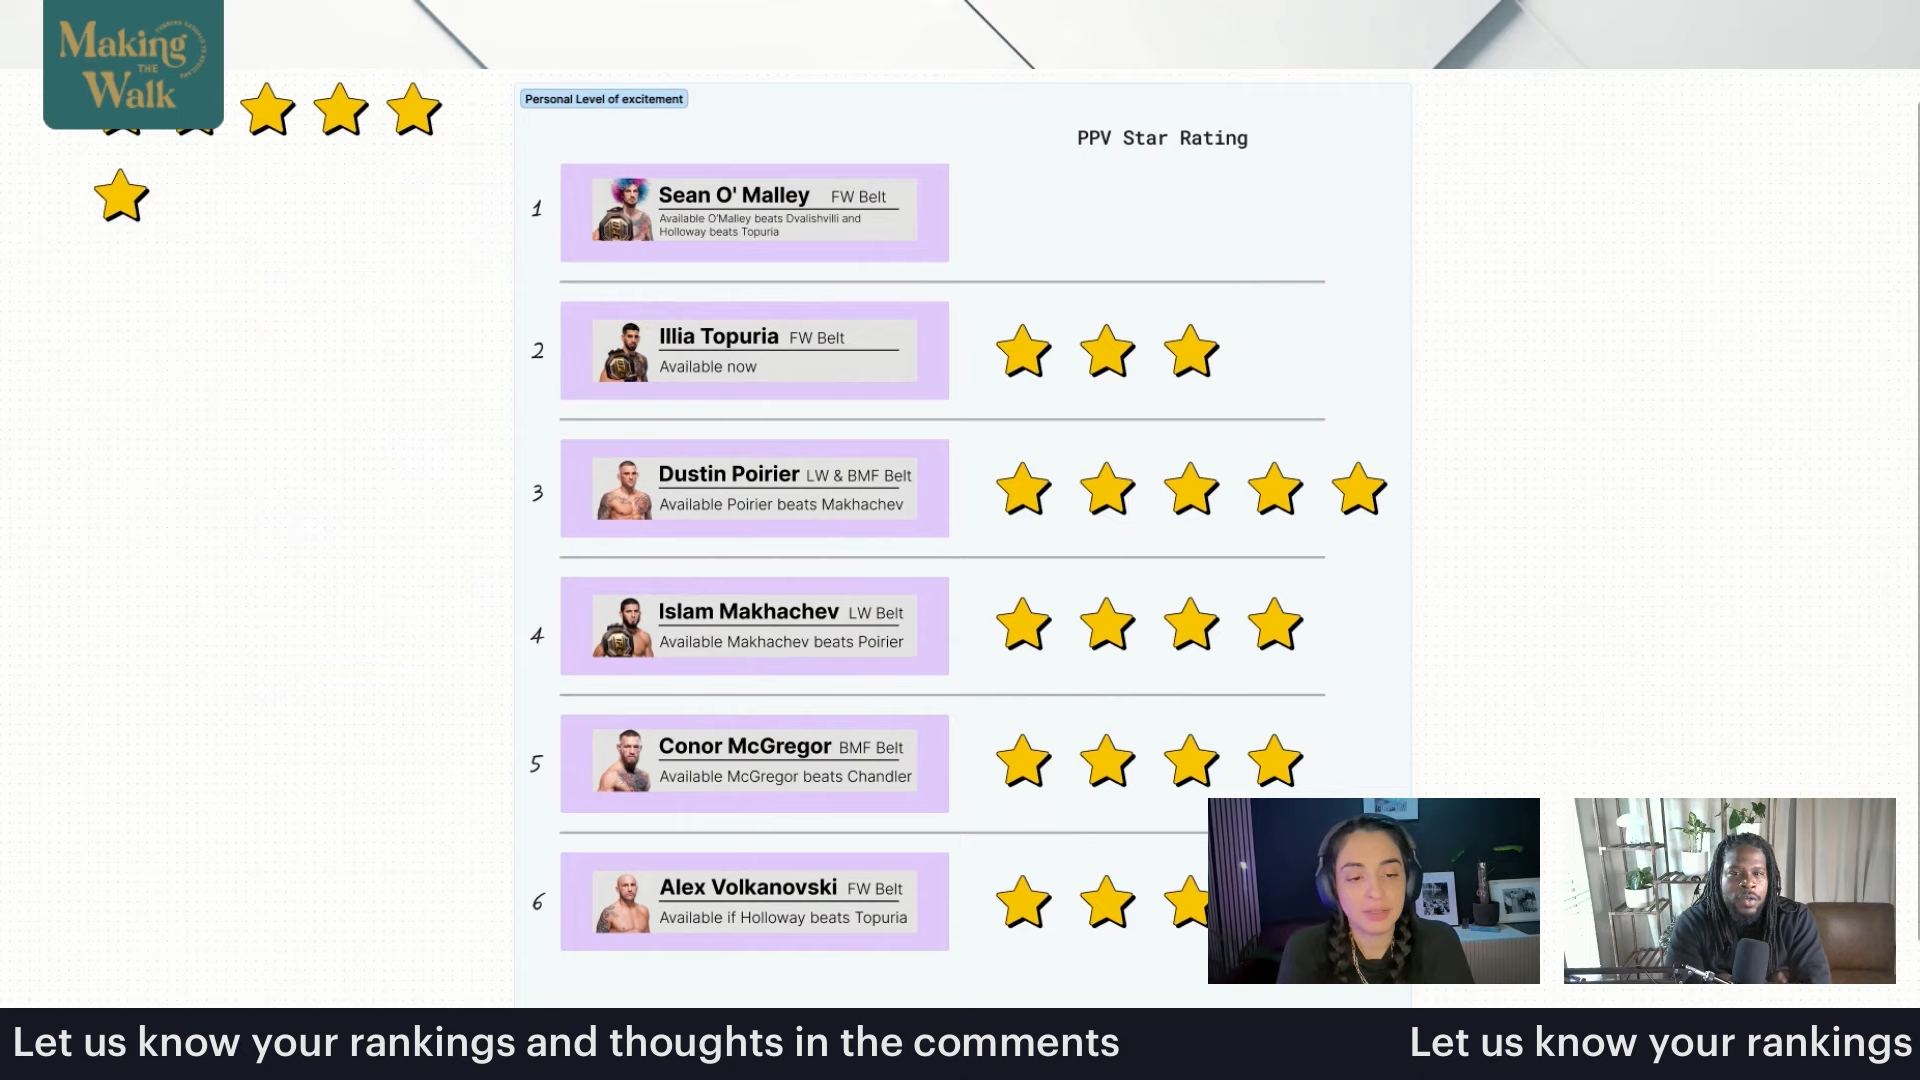 Making
THE
Walk
Personal Level of excitement
PPV Star Rating
1
Sean O' Malley FW Belt
Available O'Malley beats Dvalishvilli and
Holloway beats Topuria
2
Illia Topuria FW Belt
Available now
3
Dustin Poirier LW & BMF Belt
Available Poirier beats Makhachev
4
Islam Makhachev LW Belt
Available Makhachev beats Poirier
5
Conor McGregor BMF Belt
Available McGregor beats Chandler
6
Alex Volkanovski FW Belt
Available if Holloway beats Topuria
Let us know your rankings and thoughts in the comments
Let us know your rankings